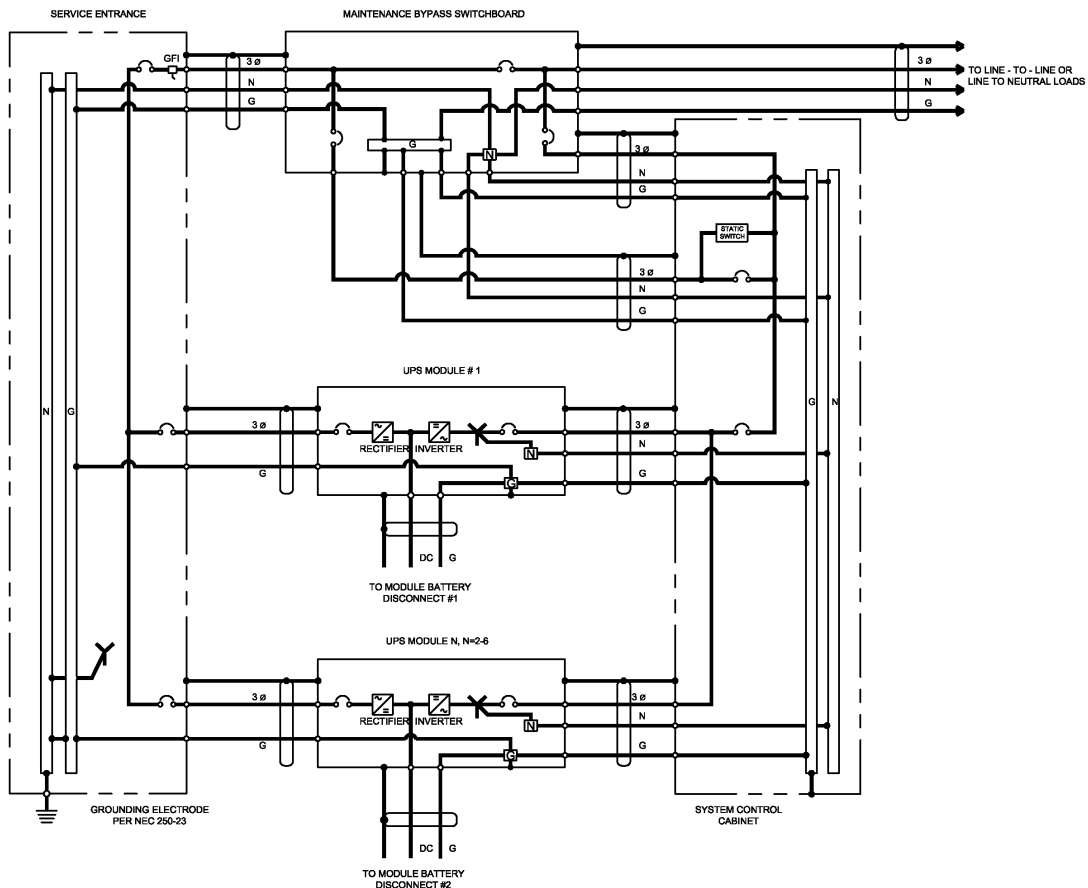 SERVICE ENTRANCE
MAINTENANCE BYPASS SWITCHBOARD
GFI
3 ø
N
G
3 ø
N
G
TO LINE - TO - LINE OR
LINE TO NEUTRAL LOADS
G
N
3 ø
N
G
STATIC
SWITCH
3 ø
N
G
UPS MODULE # 1
N
G
G
N
3 ø
RECTIFIER
INVERTER
N
3 ø
N
G
G
G
DC
G
TO MODULE BATTERY
DISCONNECT #1
UPS MODULE N, N=2-6
3 ø
RECTIFIER
INVERTER
N
3 ø
N
G
G
G
DC
G
TO MODULE BATTERY
DISCONNECT #2
GROUNDING ELECTRODE
PER NEC 250-23
SYSTEM CONTROL
CABINET